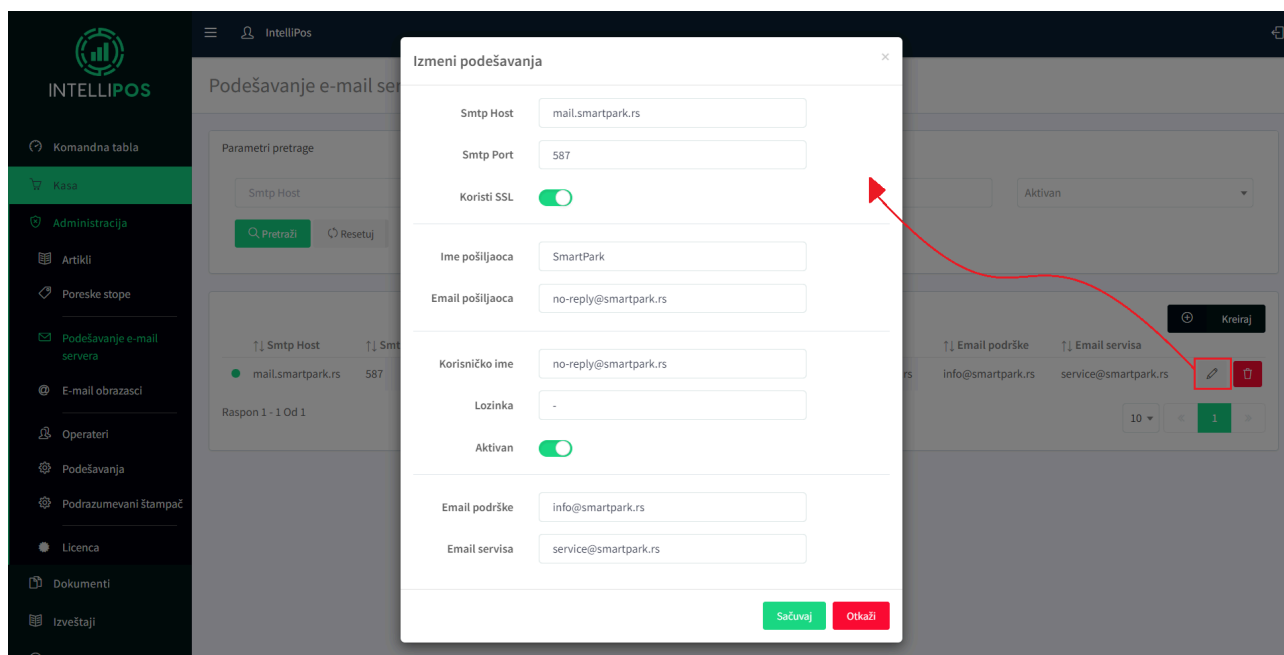 INTELLIPOS
IntelliPos
Podešavanje e-mail ser
Komandna tabla
Kasa
Administracija
Artikli
Poreske stope
Podešavanje e-mail
servera
E-mail obrazasci
Operateri
Podešavanja
Podrazumevani štampač
Licenca
Dokumenti
Izveštaji
Parametri pretrage
Smtp Host
Aktivan
Pretraži
Resetuj
Kreiraj
Smtp Host
Smt
Email podrške
Email servisa
mail.smartpark.rs
587
rs
info@smartpark.rs
service@smartpark.rs
Raspon 1 - 1 Od 1
10
«
1
»
Izmeni podešavanja
×
Smtp Host
mail.smartpark.rs
Smtp Port
587
Koristi SSL
Ime pošiljaoca
SmartPark
Email pošiljaoca
no-reply@smartpark.rs
Korisničko ime
no-reply@smartpark.rs
Lozinka
-
Aktivan
Email podrške
info@smartpark.rs
Email servisa
service@smartpark.rs
Sačuvaj
Otkaži